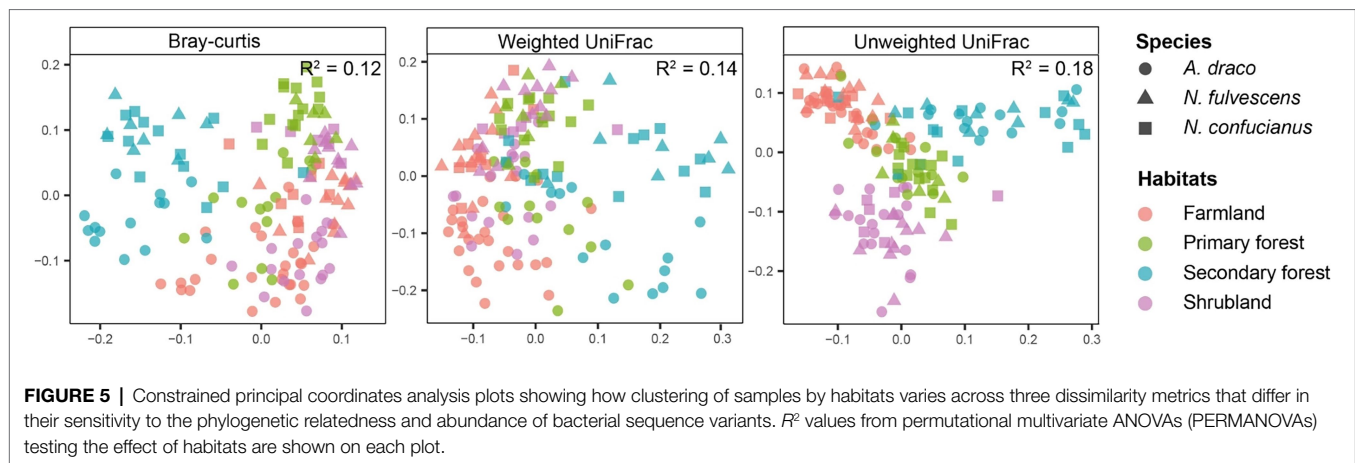 Bray-curtis
R² = 0.12
0.2
0.1
0.0
−0.1
−0.2
−0.1
0.0
0.1
Weighted UniFrac
R² = 0.14
0.2
0.1
0.0
−0.1
−0.2
−0.1
0.0
0.1
0.2
0.3
Unweighted UniFrac
R² = 0.18
0.1
0.0
−0.1
−0.2
−0.1
0.0
0.1
0.2
0.3
Species
A. draco
N. fulvescens
N. confucianus
Habitats
Farmland
Primary forest
Secondary forest
Shrubland
FIGURE 5 | Constrained principal coordinates analysis plots showing how clustering of samples by habitats varies across three dissimilarity metrics that differ in
their sensitivity to the phylogenetic relatedness and abundance of bacterial sequence variants. R² values from permutational multivariate ANOVAs (PERMANOVAs)
testing the effect of habitats are shown on each plot.